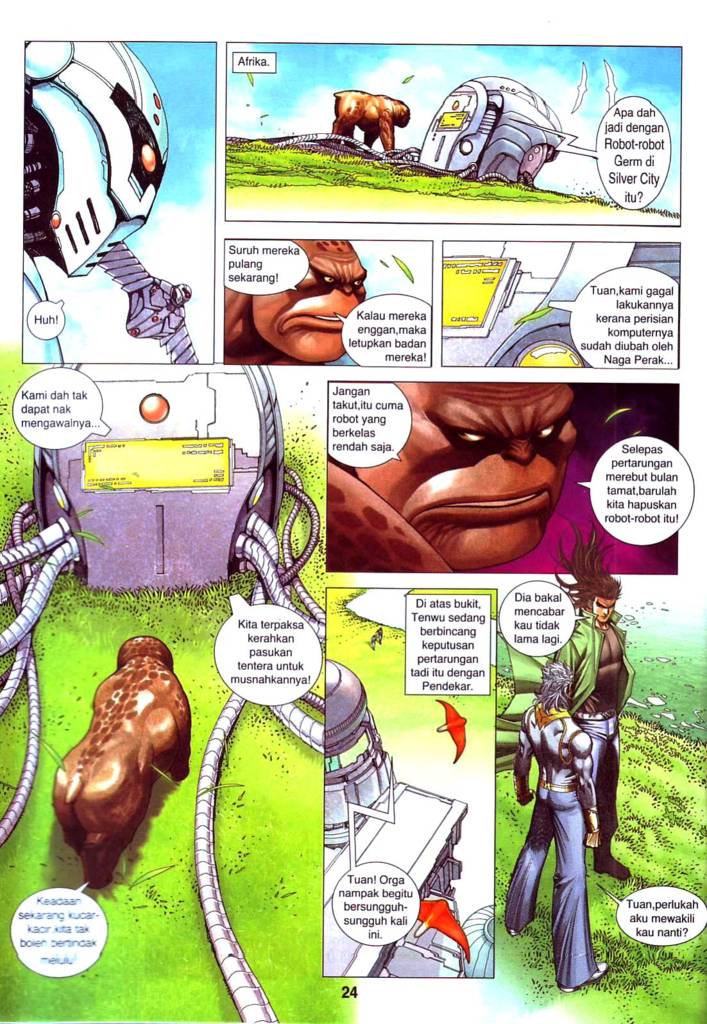 Afrika.
Apa dah
jadi dengan
Robot-robot
Germ di
Silver City
itu?
Huh!
Suruh mereka
pulang
sekarang!
Kalau mereka
enggan,maka
letupkan badan
mereka!
Tuan,kami gagal
lakukannya
kerana perisian
komputernya
sudah diubah oleh
Naga Perak...
Kami dah tak
dapat nak
mengawalnya...
Jangan
takut,itu cuma
robot yang
berkelas
rendah saja.
Selepas
pertarungan
merebut bulan
tamat,barulah
kita hapuskan
robot-robot itu!
Kita terpaksa
kerahkan
pasukan
tentera untuk
musnahkannya!
Keadaan
sekarang kucar-
kacir,kita tak
boleh bertindak
melulu!
Di atas bukit,
Tenwu sedang
berbincang
keputusan
pertarungan
tadi itu dengan
Pendekar.
Dia bakal
mencabar
kau tidak
lama lagi.
Tuan! Orga
nampak begitu
bersungguh-
sungguh kali
ini.
Tuan,perlukah
aku mewakili
kau nanti?
24